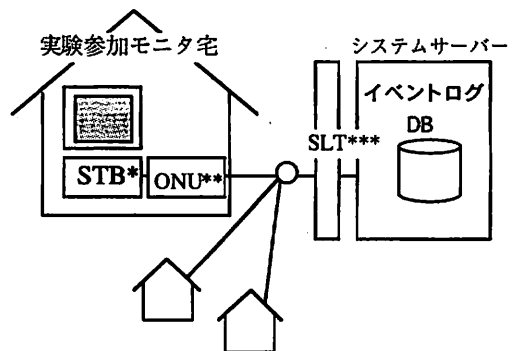 実験参加モニタ宅
システムサーバー
イベントログ
DB
SLT***
STB*
ONU**